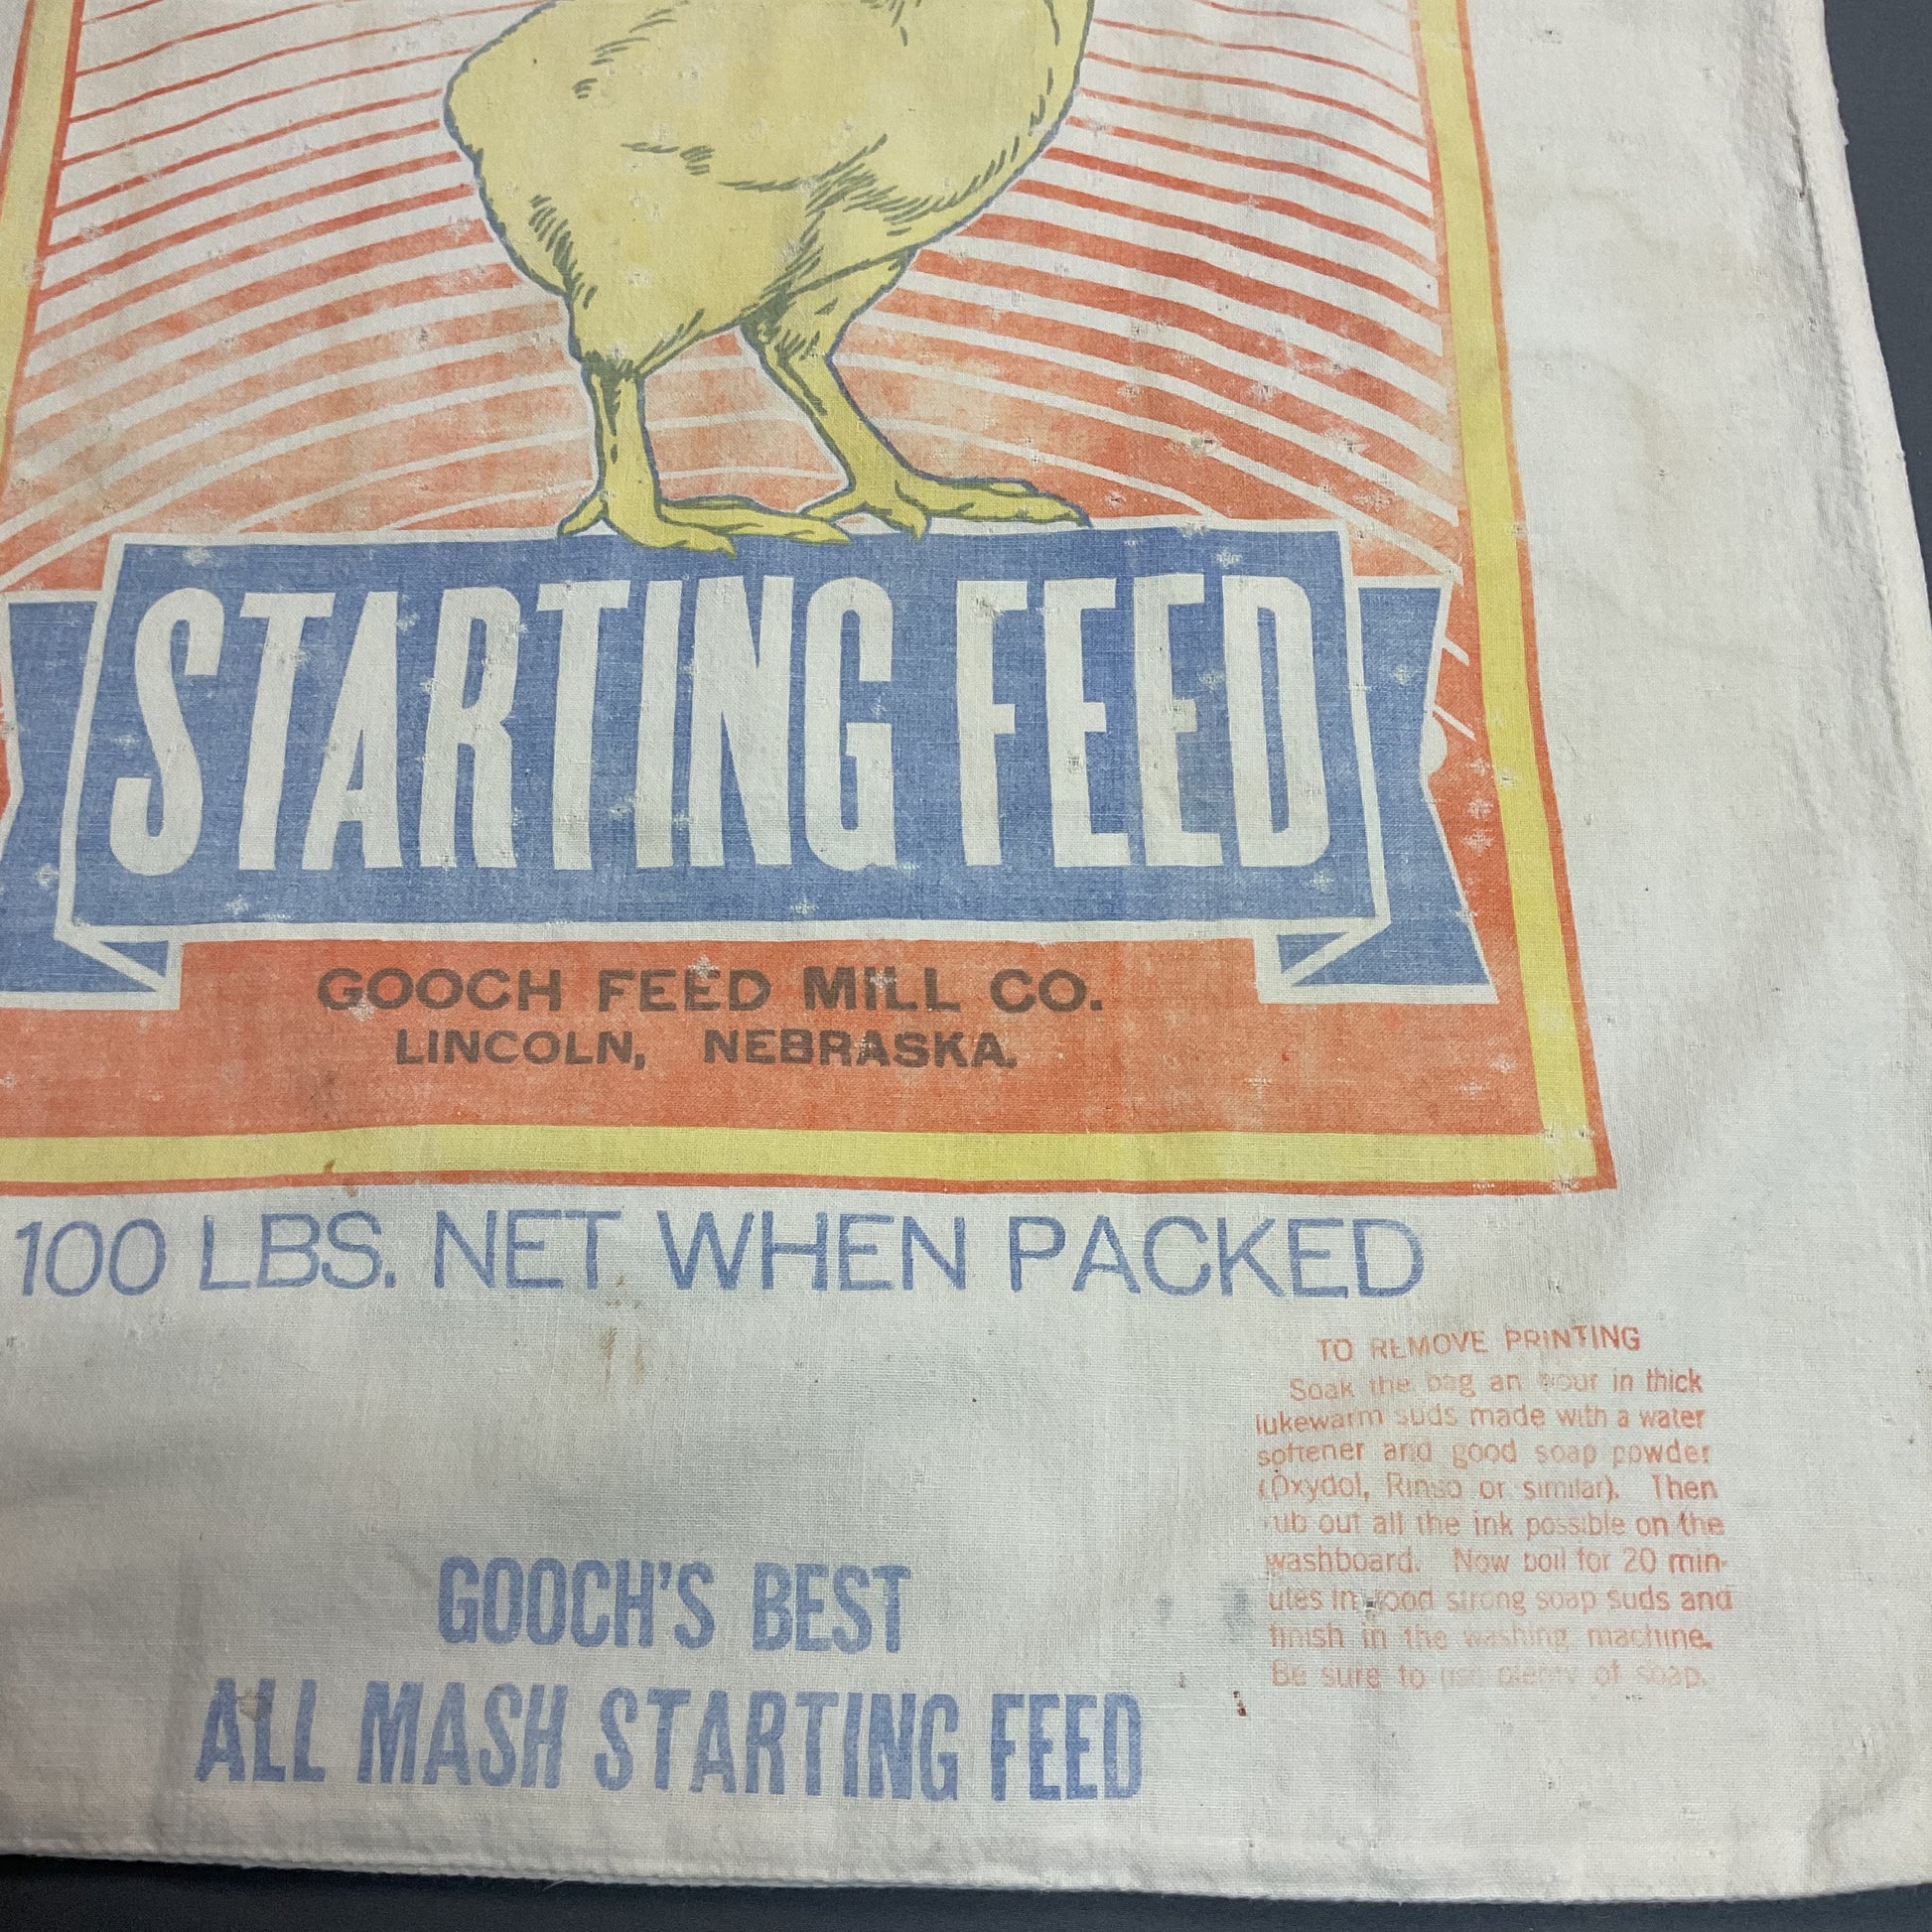 STARTING FEED
GOOCH FEED MILL CO.
LINCOLN, NEBRASKA.
100 LBS. NET WHEN PACKED
TO REMOVE PRINTING
Soak the bag an hour in thick
lukewarm suds made with a water
softener and good soap powder
(Oxydol, Rinso or similar). Then
rub out all the ink possible on the
washboard. Now boil for 20 min-
utes in good strong soap suds and
finish in the washing machine.
Be sure to use plenty of soap.
GOOCH'S BEST
ALL MASH STARTING FEED